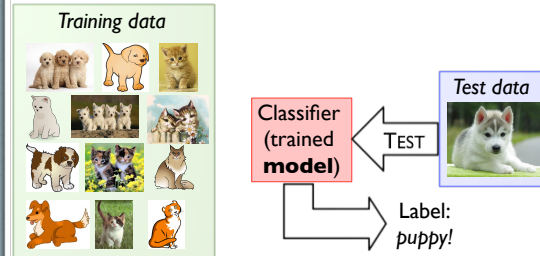 Training data
Test data
Classifier
(trained
model)
TEST
Label:
puppy!